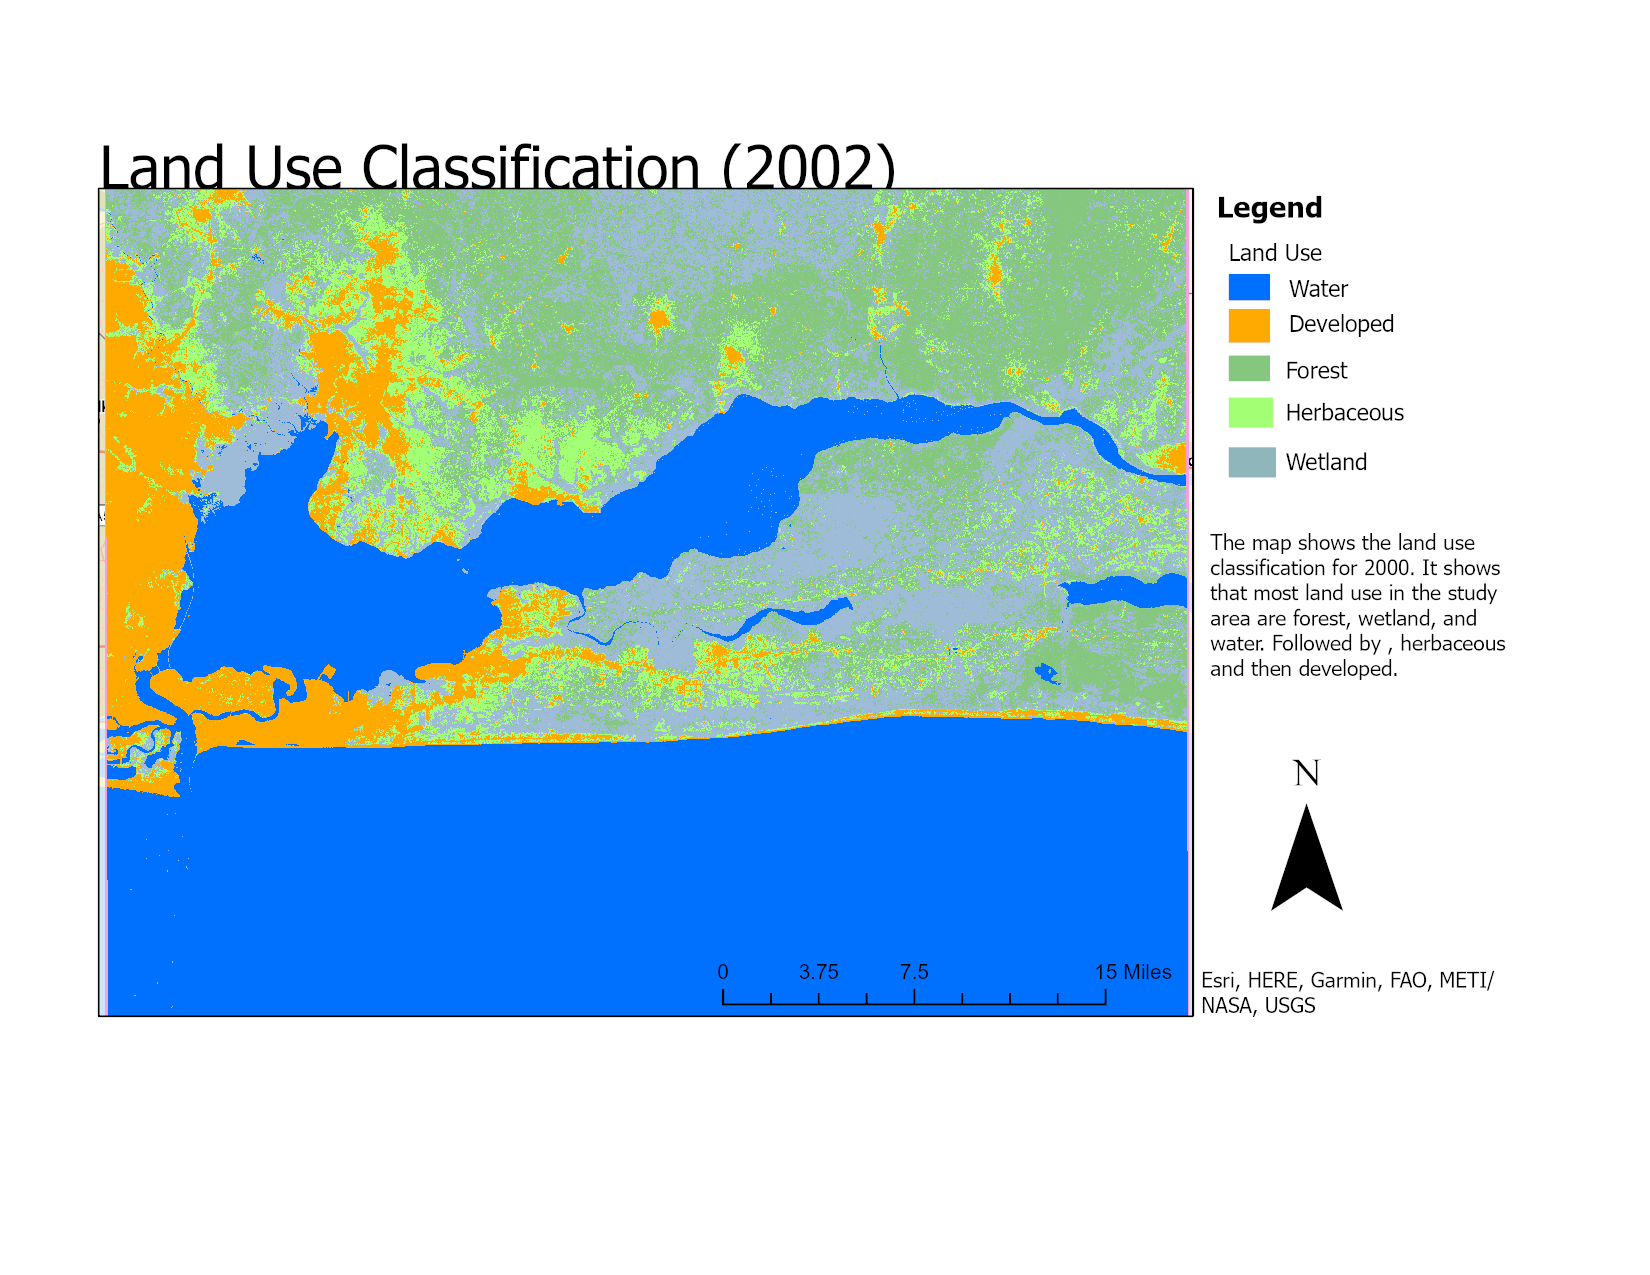 Land Use Classification (2002)
Legend
Land Use
Water
Developed
Forest
Herbaceous
Wetland
The map shows the land use
classification for 2000. It shows
that most land use in the study
area are forest, wetland, and
water. Followed by , herbaceous
and then developed.
N
0 3.75 7.5 15 Miles
Esri, HERE, Garmin, FAO, METI/
NASA, USGS